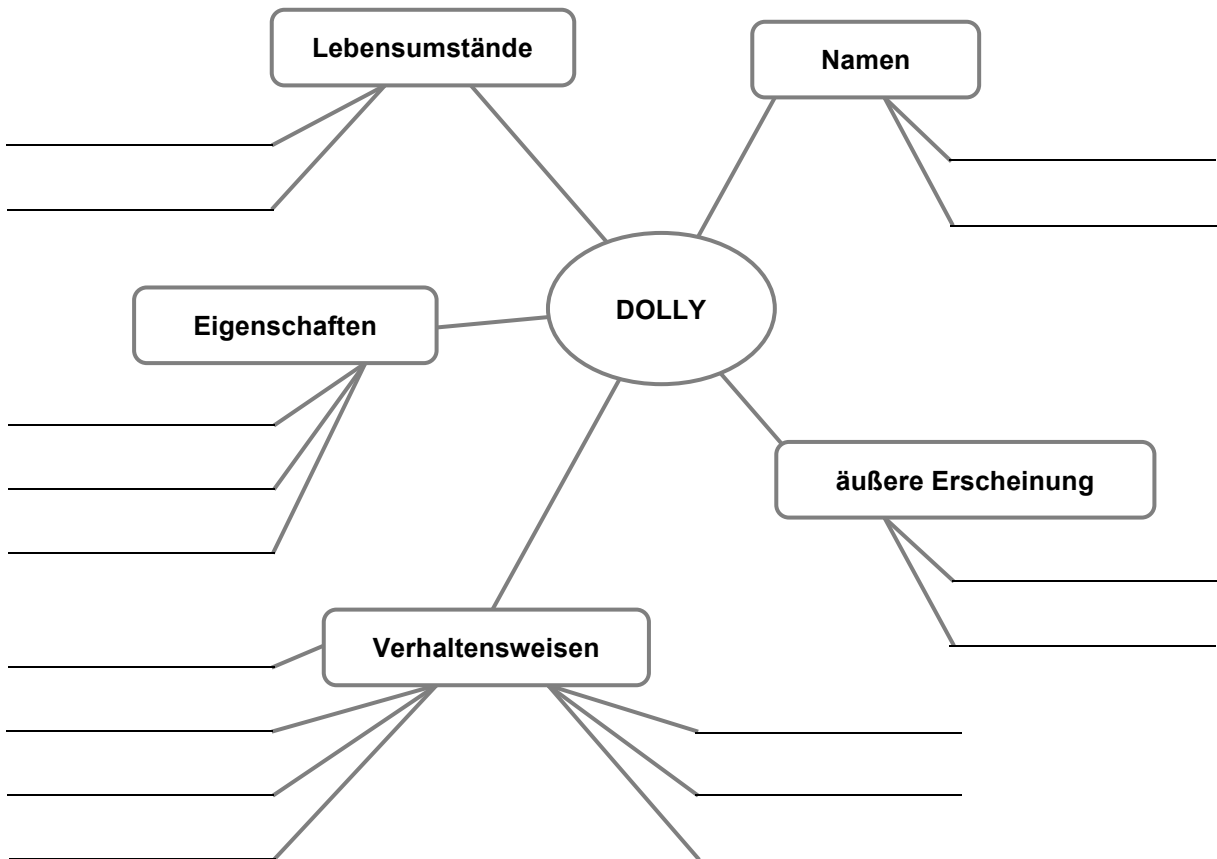 Lebensumstände
Namen
Eigenschaften
DOLLY
äußere Erscheinung
Verhaltensweisen